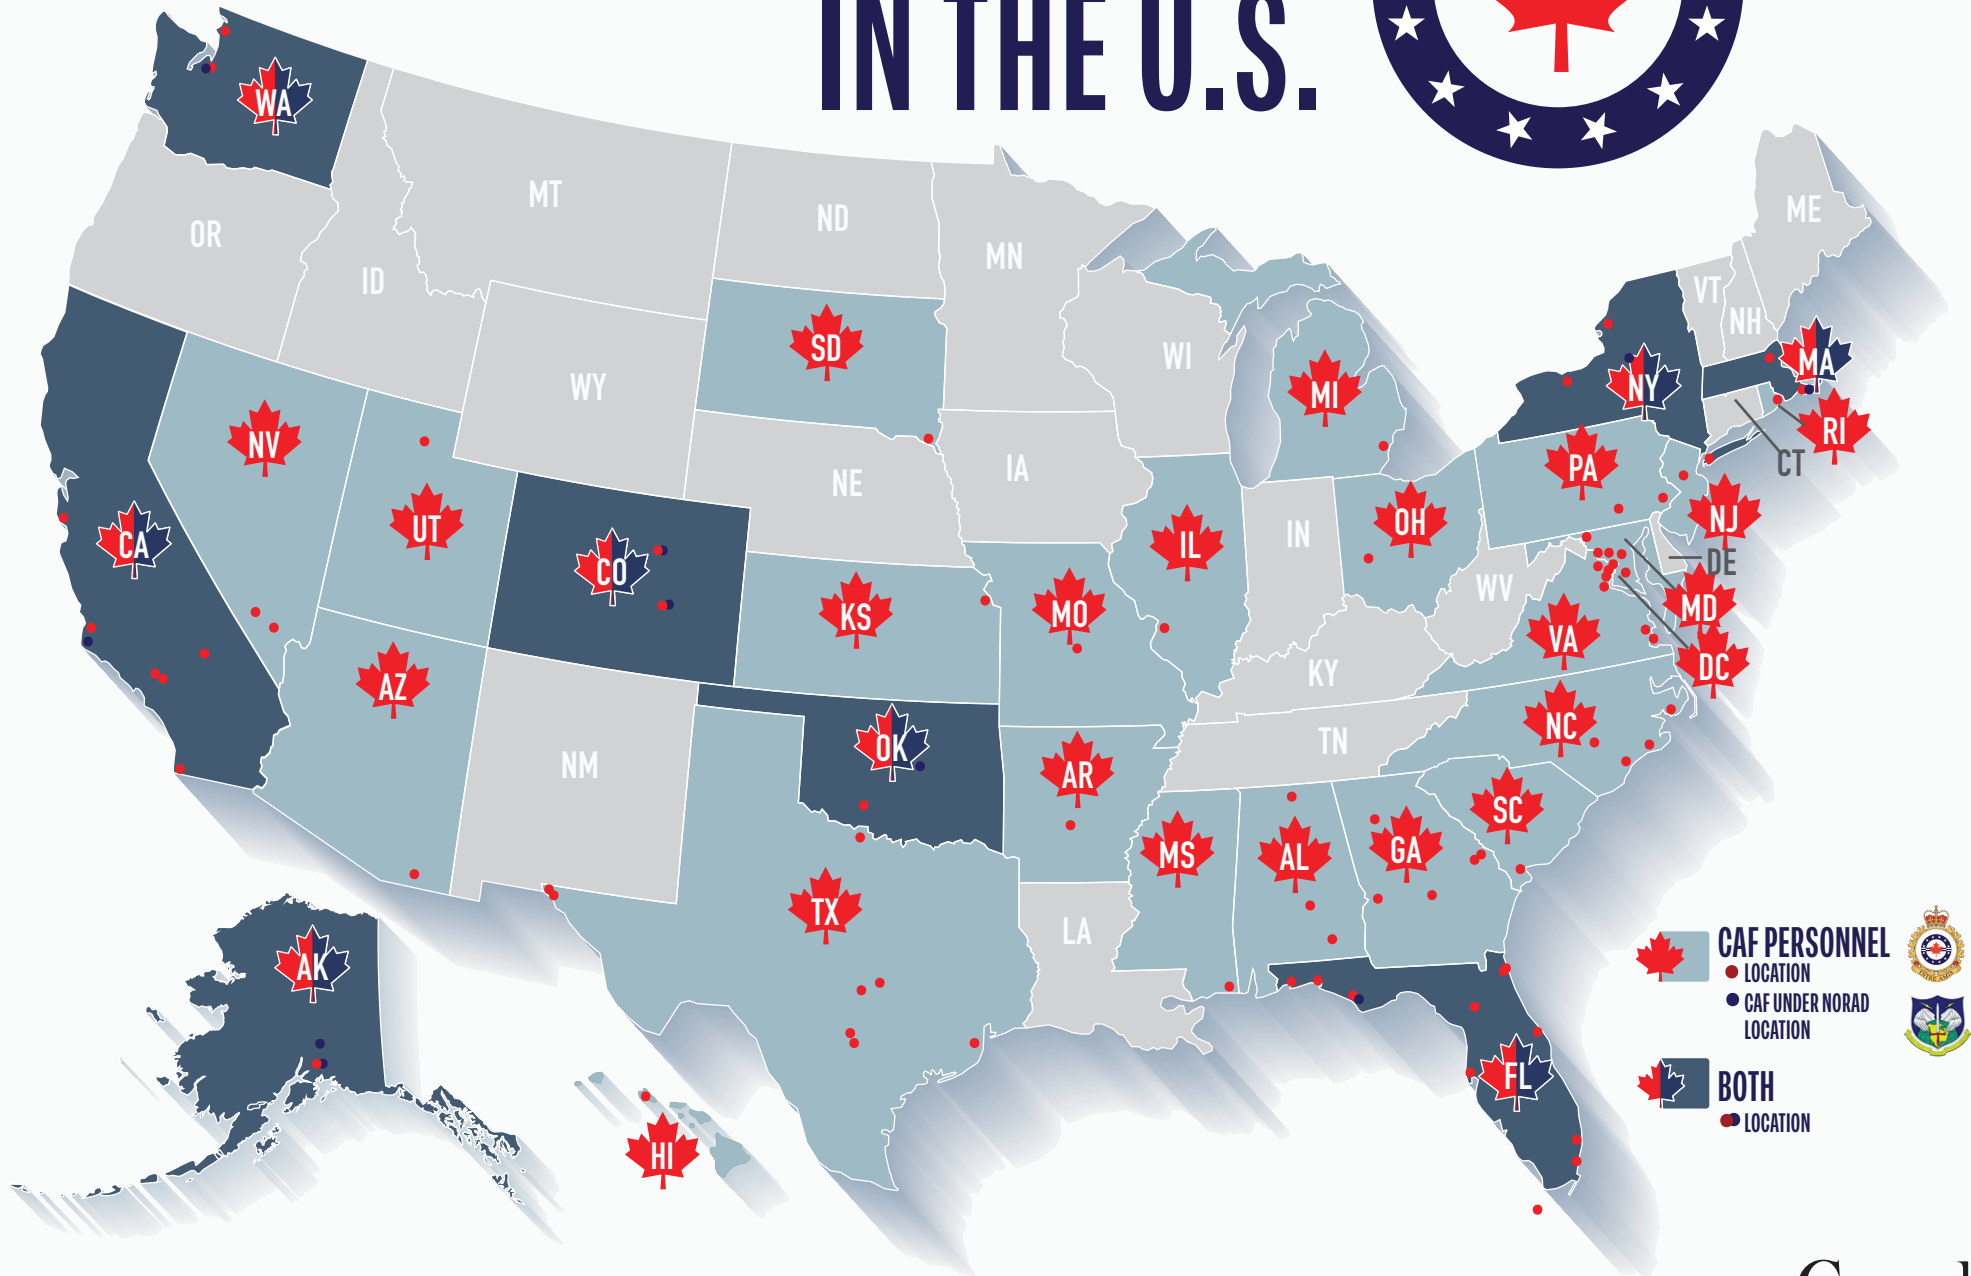 IN THE U.S.
WA
MT
ND
MN
ME
OR
ID
VT
NH
SD
WI
MI
MA
WY
NY
RI
NV
CT
PA
IA
NE
UT
OH
NJ
CA
IL
IN
CO
DE
WV
MD
KS
MO
VA
DC
KY
AZ
NC
TN
OK
NM
AR
SC
MS
AL
GA
TX
LA
CAF PERSONNEL
LOCATION
CAF UNDER NORAD
LOCATION
AK
FL
BOTH
LOCATION
HI